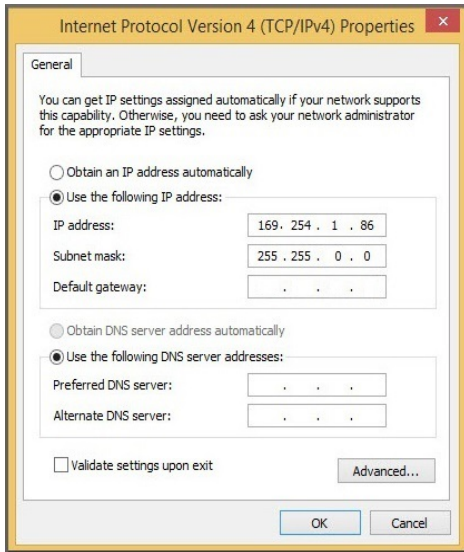 Internet Protocol Version 4 (TCP/IPv4) Properties
General
You can get IP settings assigned automatically if your network supports
this capability. Otherwise, you need to ask your network administrator
for the appropriate IP settings.
Obtain an IP address automatically
Use the following IP address:
IP address: 169. 254 . 1 . 86
Subnet mask: 255 . 255 . 0 . 0
Default gateway: . . .
Obtain DNS server address automatically
Use the following DNS server addresses:
Preferred DNS server: . . .
Alternate DNS server: . . .
Validate settings upon exit
Advanced...
OK Cancel